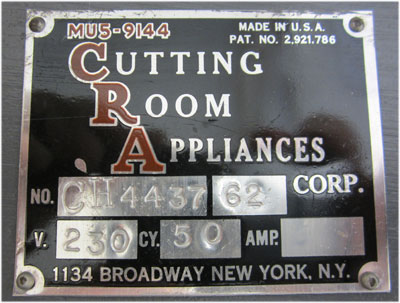 MU5-9144 MADE IN U.S.A.
PAT. NO. 2,921,786
CUTTING
ROOM
APPLIANCES
CORP.
NO. CH4437 62
V. 230 CY. 50 AMP.
1134 BROADWAY NEW YORK, N.Y.